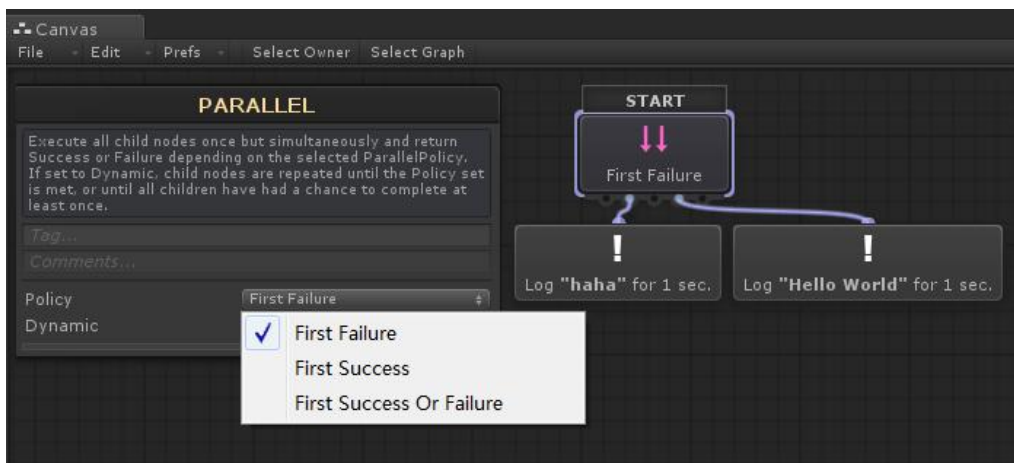 Canvas
File Edit Prefs Select Owner Select Graph
PARALLEL
Execute all child nodes once but simultaneously and return
Success or Failure depending on the selected ParallelPolicy.
If set to Dynamic, child nodes are repeated until the Policy set
is met, or until all children have had a chance to complete at
least once.
Tag...
Comments...
Policy First Failure
Dynamic
First Failure
First Success
First Success Or Failure
START
First Failure
Log "haha" for 1 sec.
Log "Hello World" for 1 sec.